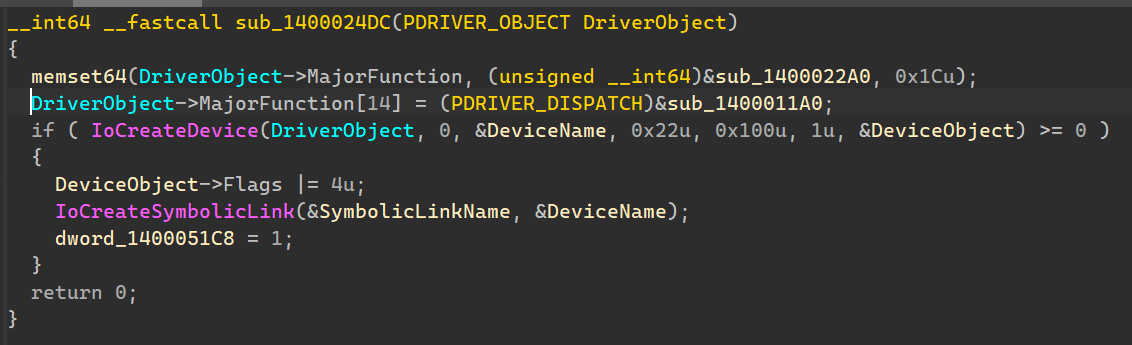 __int64 __fastcall sub_1400024DC(PDRIVER_OBJECT DriverObject)
{
  memset64(DriverObject->MajorFunction, (unsigned __int64)&sub_1400022A0, 0x1Cu);
  DriverObject->MajorFunction[14] = (PDRIVER_DISPATCH)&sub_1400011A0;
  if ( IoCreateDevice(DriverObject, 0, &DeviceName, 0x22u, 0x100u, 1u, &DeviceObject) >= 0 )
  {
    DeviceObject->Flags |= 4u;
    IoCreateSymbolicLink(&SymbolicLinkName, &DeviceName);
    dword_1400051C8 = 1;
  }
  return 0;
}